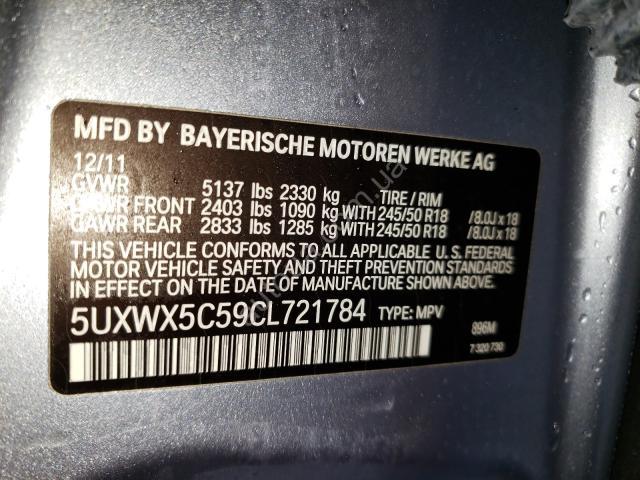 MFD BY BAYERISCHE MOTOREN WERKE AG
12/11
GVWR 5137 lbs 2330 kg TIRE / RIM
GAWR FRONT 2403 lbs 1090 kg WITH 245/50 R18 /8.0J x 18
GAWR REAR 2833 lbs 1285 kg WITH 245/50 R18 /8.0J x 18
THIS VEHICLE CONFORMS TO ALL APPLICABLE U. S. FEDERAL
MOTOR VEHICLE SAFETY AND THEFT PREVENTION STANDARDS
IN EFFECT ON THE DATE OF MANUFACTURE SHOWN ABOVE
5UXWX5C59CL721784 TYPE: MPV 896M
7 320 730